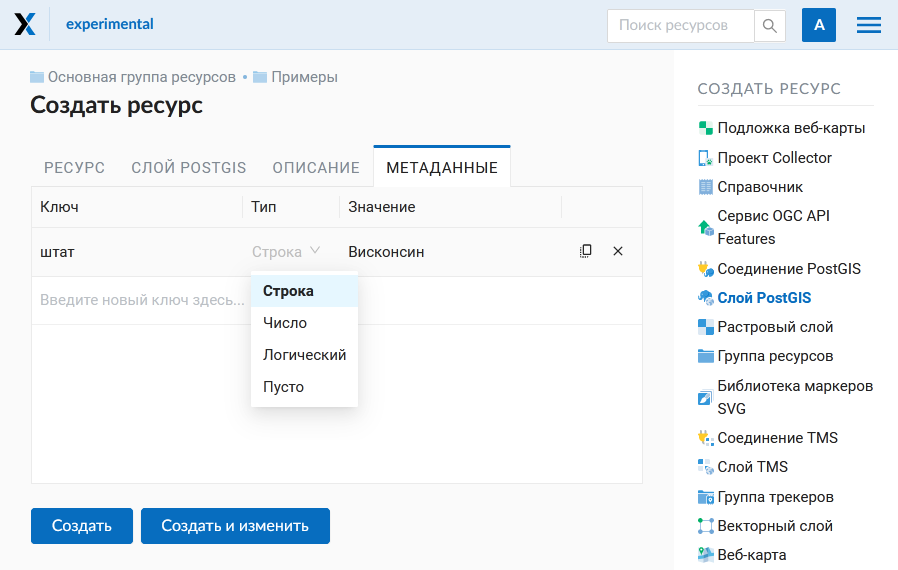 experimental
Поиск ресурсов
A
Основная группа ресурсов • Примеры
Создать ресурс
РЕСУРС СЛОЙ POSTGIS ОПИСАНИЕ МЕТАДАННЫЕ
Ключ Тип Значение
штат Строка Висконсин
Введите новый ключ здесь...
Строка
Число
Логический
Пусто
Создать Создать и изменить
СОЗДАТЬ РЕСУРС
Подложка веб-карты
Проект Collector
Справочник
Сервис OGC API
Features
Соединение PostGIS
Слой PostGIS
Растровый слой
Группа ресурсов
Библиотека маркеров
SVG
Соединение TMS
Слой TMS
Группа трекеров
Векторный слой
Веб-карта